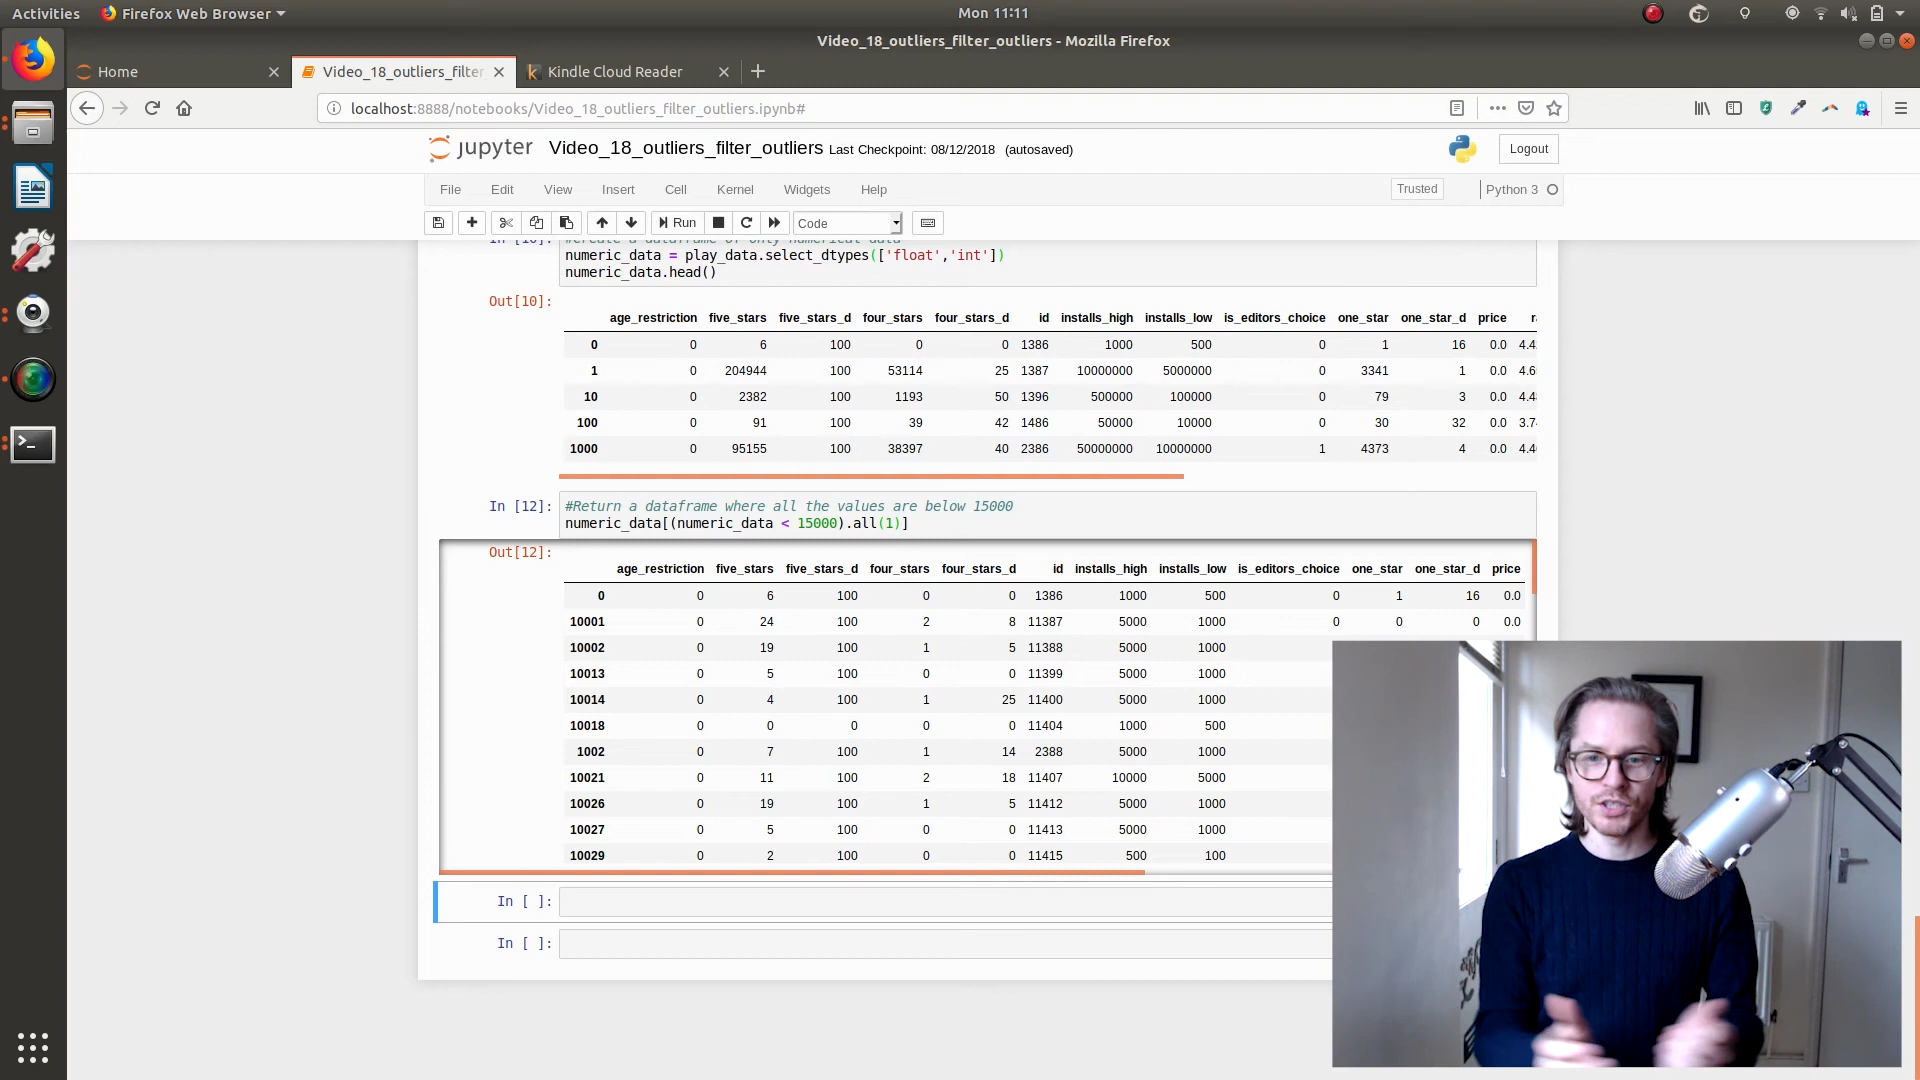 Activities
Firefox Web Browser
Mon 11:11
Video_18_outliers_filter_outliers - Mozilla Firefox
Home
Video_18_outliers_filter
Kindle Cloud Reader
localhost:8888/notebooks/Video_18_outliers_filter_outliers.ipynb#
jupyter Video_18_outliers_filter_outliers Last Checkpoint: 08/12/2018 (autosaved)
Logout
File Edit View Insert Cell Kernel Widgets Help
Trusted
Python 3
Run
Code
numeric_data = play_data.select_dtypes(['float','int'])
numeric_data.head()
Out[10]:
age_restriction five_stars five_stars_d four_stars four_stars_d id installs_high installs_low is_editors_choice one_star one_star_d price
0 0 6 100 0 0 1386 1000 500 0 1 16 0.0 4.4
1 0 204944 100 53114 25 1387 10000000 5000000 0 3341 1 0.0 4.6
10 0 2382 100 1193 50 1396 500000 100000 0 79 3 0.0 4.4
100 0 91 100 39 42 1486 50000 10000 0 30 32 0.0 3.7
1000 0 95155 100 38397 40 2386 50000000 10000000 1 4373 4 0.0 4.4
In [12]: #Return a dataframe where all the values are below 15000
numeric_data[(numeric_data < 15000).all(1)]
Out[12]:
age_restriction five_stars five_stars_d four_stars four_stars_d id installs_high installs_low is_editors_choice one_star one_star_d price
0 0 6 100 0 0 1386 1000 500 0 1 16 0.0
10001 0 24 100 2 8 11387 5000 1000 0 0 0 0.0
10002 0 19 100 1 5 11388 5000 1000
10013 0 5 100 0 0 11399 5000 1000
10014 0 4 100 1 25 11400 5000 1000
10018 0 0 0 0 0 11404 1000 500
1002 0 7 100 1 14 2388 5000 1000
10021 0 11 100 2 18 11407 10000 5000
10026 0 19 100 1 5 11412 5000 1000
10027 0 5 100 0 0 11413 5000 1000
10029 0 2 100 0 0 11415 500 100
In [ ]:
In [ ]: